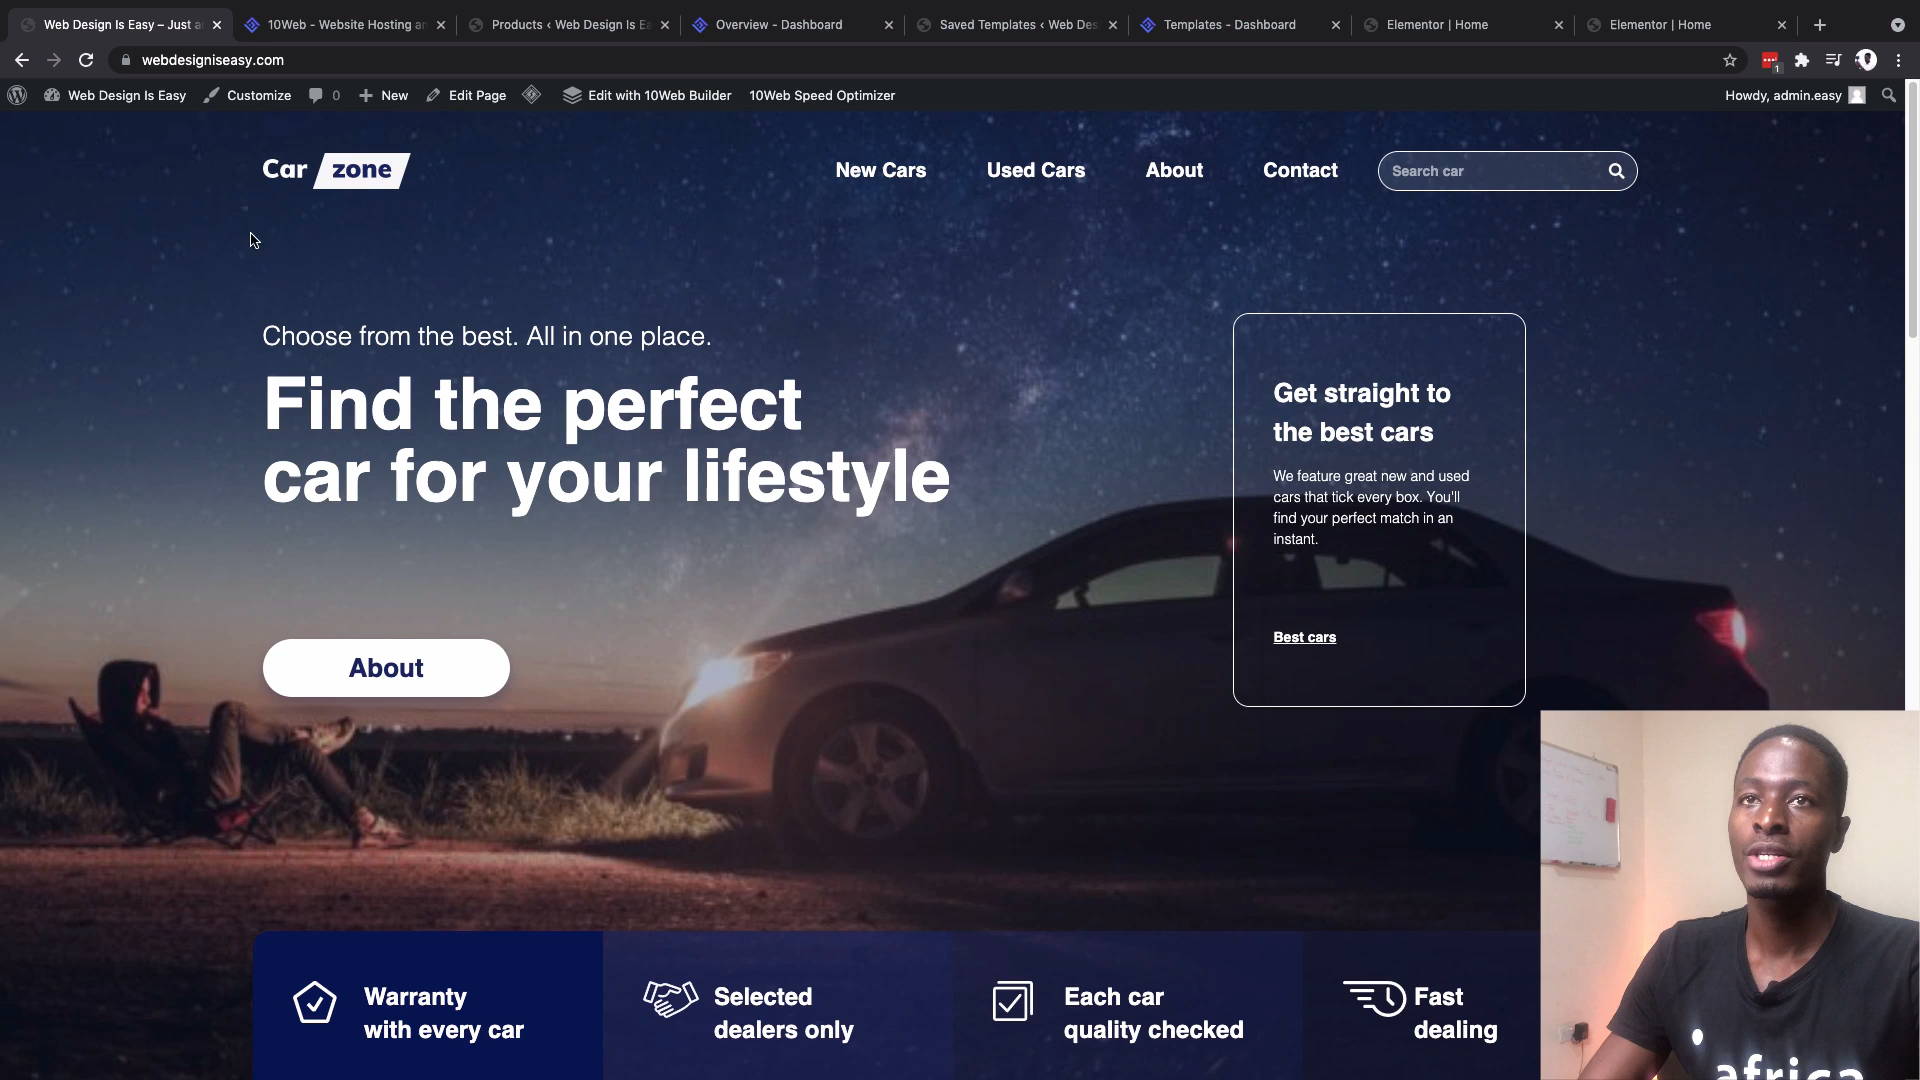 Web Design Is Easy – Just a
10Web - Website Hosting an
Products ‹ Web Design Is Ea
Overview - Dashboard
Saved Templates ‹ Web Des
Templates - Dashboard
Elementor | Home
Elementor | Home
webdesigniseasy.com
1
Web Design Is Easy
Customize
0
New
Edit Page
Edit with 10Web Builder
10Web Speed Optimizer
Howdy, admin.easy
Car zone
New Cars
Used Cars
About
Contact
Search car
Choose from the best. All in one place.
Find the perfect
car for your lifestyle
About
Get straight to
the best cars
We feature great new and used
cars that tick every box. You'll
find your perfect match in an
instant.
Best cars
Warranty
with every car
Selected
dealers only
Each car
quality checked
Fast
dealing
africa